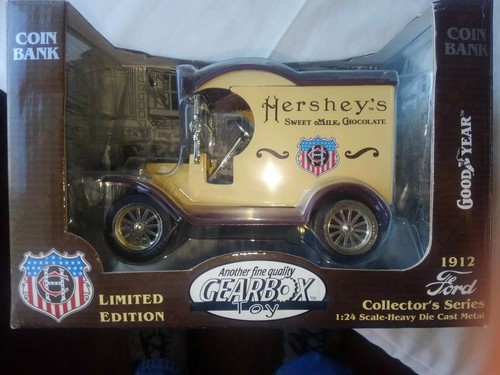 COIN
BANK
COIN
BANK
Hershey's
SWEET MILK CHOCOLATE
GOODYEAR
1912
Ford
Collector's Series
1:24 Scale-Heavy Die Cast Metal
LIMITED
EDITION
Another fine quality
GEARBOX
Toy